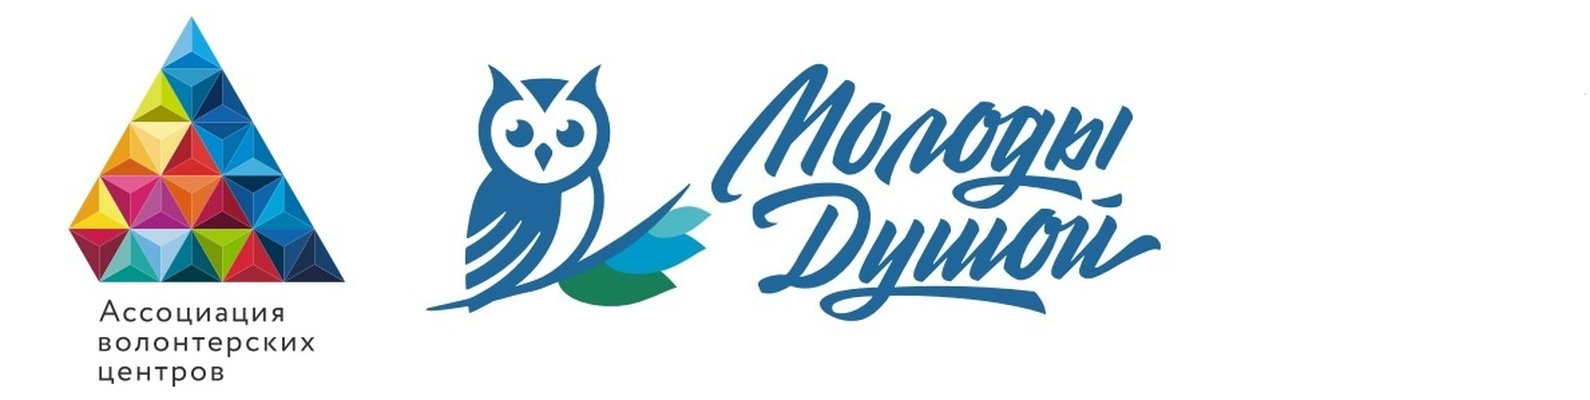 Ассоциация
волонтерских
центров
Молоды
Душой